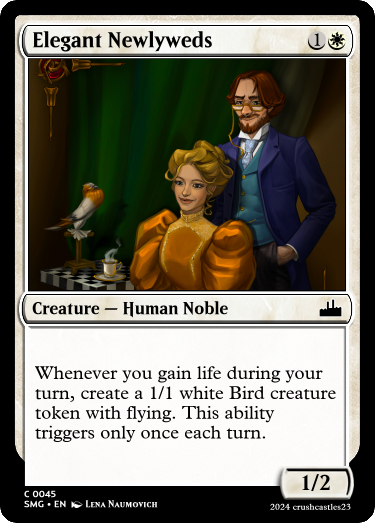 Elegant Newlyweds 1
Creature — Human Noble
Whenever you gain life during your
turn, create a 1/1 white Bird creature
token with flying. This ability
triggers only once each turn.
1/2
C 0045
SMG • EN Lena Naumovich
2024 crushcastles23